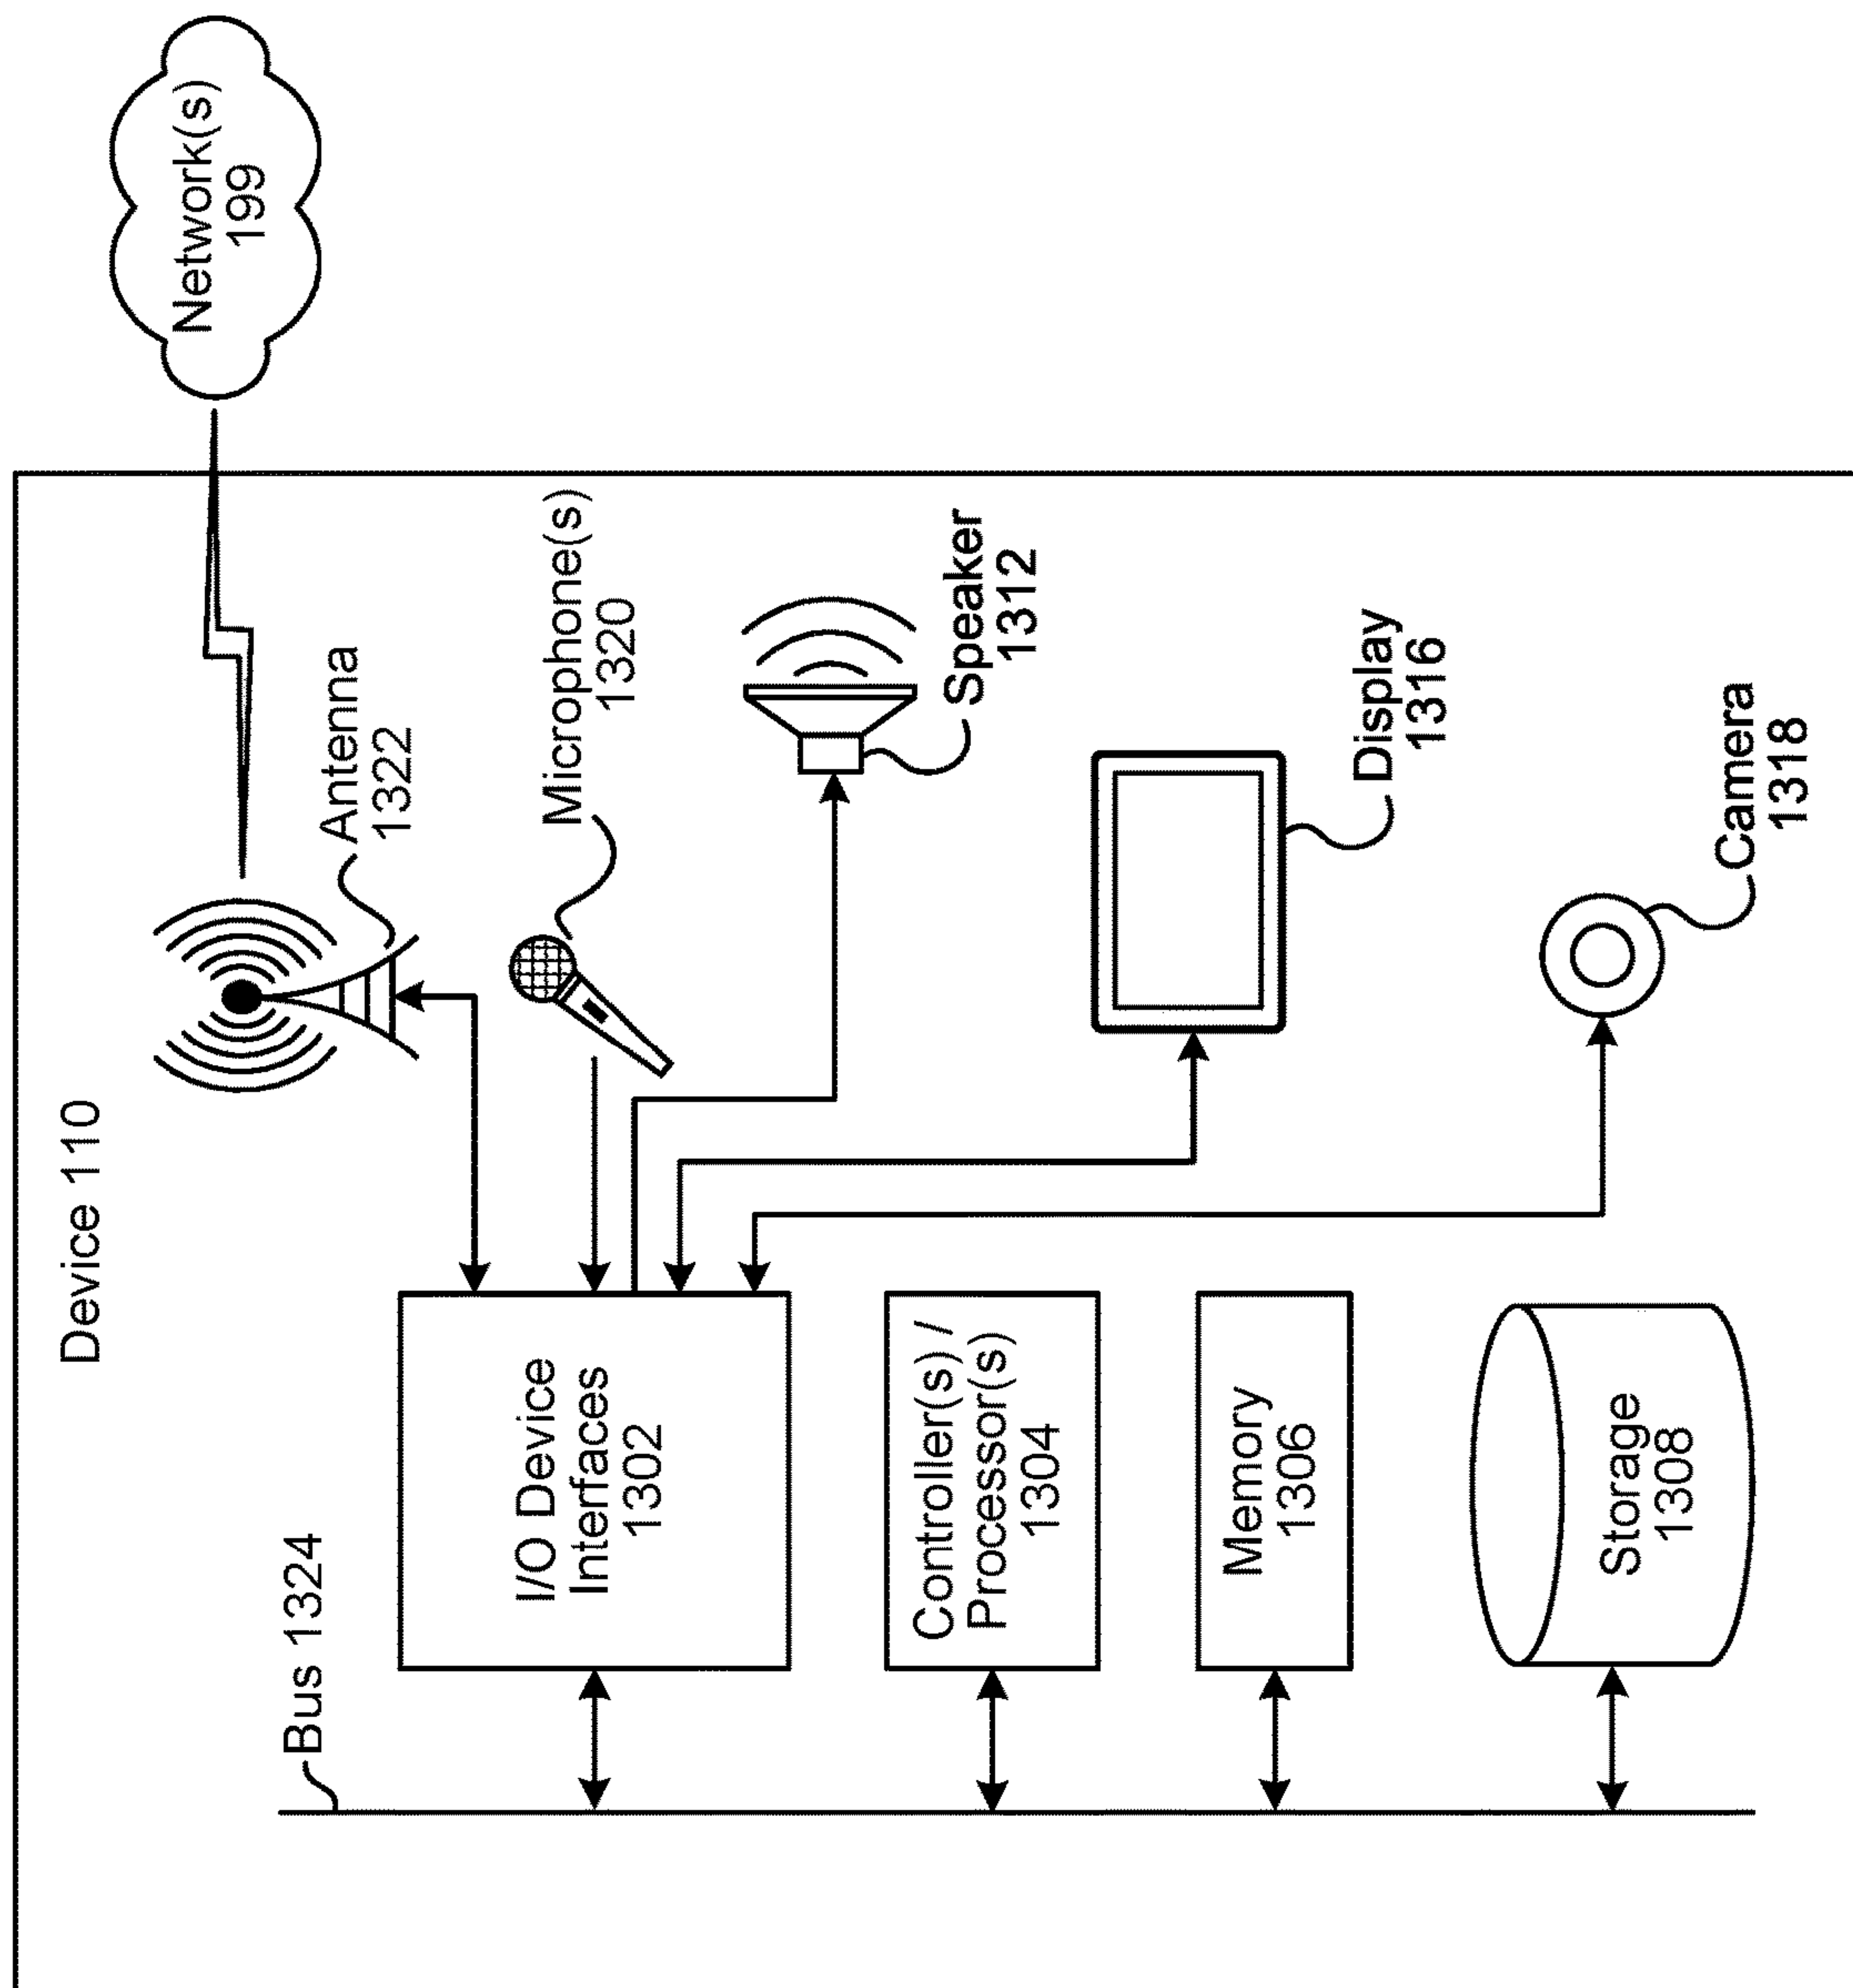 Device 110
Network(s)
199
Bus 1324
Antenna
1322
I/O Device
Interfaces
1302
Microphone(s)
1320
Speaker
1312
Controller(s) /
Processor(s)
1304
Display
1316
Memory
1306
Camera
1318
Storage
1308